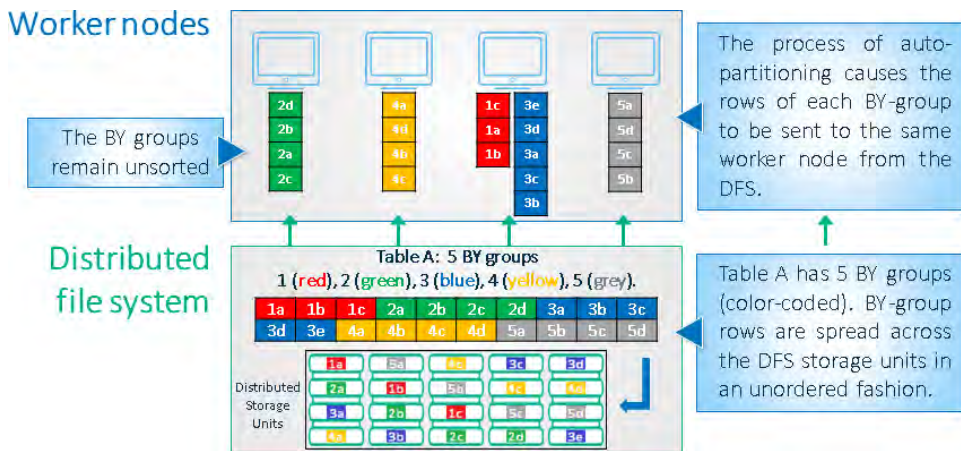 Worker nodes
The BY groups
remain unsorted
2d 4a 1c 3e 5a
2b 4d 1a 3d 5d
2a 4b 1b 3a 5c
2c 4c 3c 5b
3b
The process of auto-
partitioning causes the
rows of each BY-group
to be sent to the same
worker node from the
DFS.
Distributed
file system
Table A: 5 BY groups
1 (red), 2 (green), 3 (blue), 4 (yellow), 5 (grey).
1a 1b 1c 2a 2b 2c 2d 3a 3b 3c
3d 3e 4a 4b 4c 4d 5a 5b 5c 5d
Distributed
Storage
Units
1a 5a 3c 3d
2a 1b 5b 4c
3a 2b 1c 5c 5d
4a 3b 2c 2d 3e
Table A has 5 BY groups
(color-coded). BY-group
rows are spread across
the DFS storage units in
an unordered fashion.